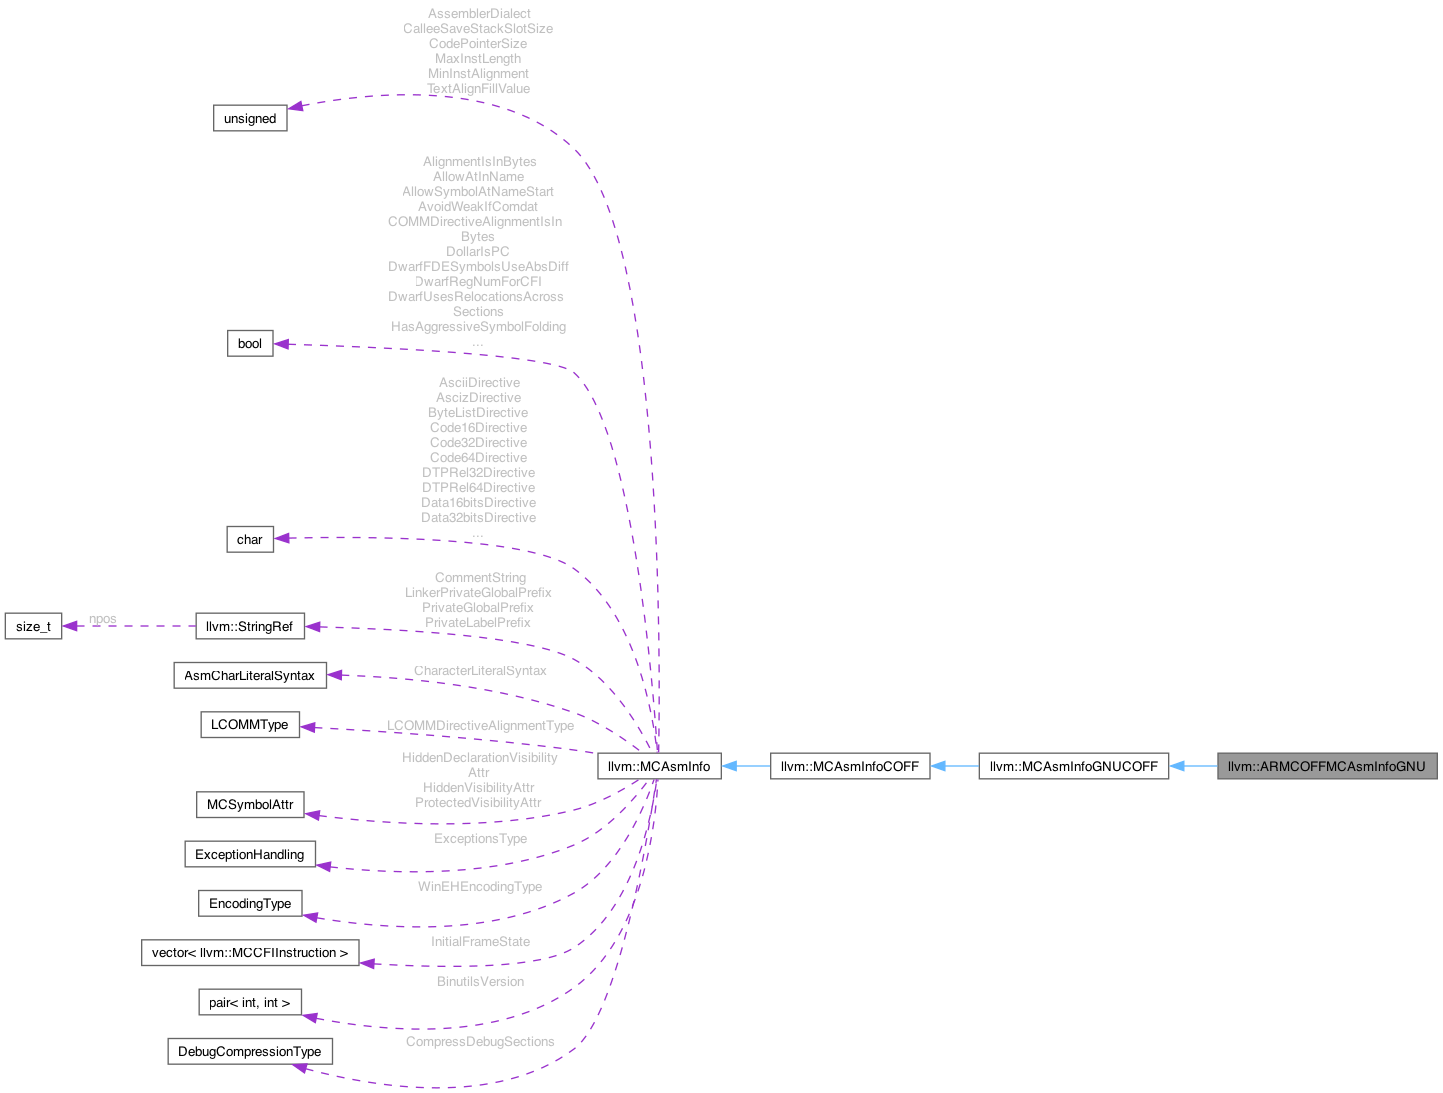 AssemblerDialect
CalleeSaveStackSlotSize
CodePointerSize
MaxInstLength
MinInstAlignment
TextAlignFillValue
unsigned
AlignmentIsInBytes
AllowAtInName
AllowSymbolAtNameStart
AvoidWeakIfComdat
COMMDirectiveAlignmentIsIn
Bytes
DollarIsPC
DwarfFDESymbolsUseAbsDiff
DwarfRegNumForCFI
DwarfUsesRelocationsAcross
Sections
HasAggressiveSymbolFolding
...
bool
AsciiDirective
AscizDirective
ByteListDirective
Code16Directive
Code32Directive
Code64Directive
DTPRel32Directive
DTPRel64Directive
Data16bitsDirective
Data32bitsDirective
...
char
CommentString
LinkerPrivateGlobalPrefix
PrivateGlobalPrefix
PrivateLabelPrefix
size_t
npos
llvm::StringRef
AsmCharLiteralSyntax
CharacterLiteralSyntax
LCOMMType
LCOMMDirectiveAlignmentType
HiddenDeclarationVisibility
Attr
HiddenVisibilityAttr
ProtectedVisibilityAttr
llvm::MCAsmInfo
llvm::MCAsmInfoCOFF
llvm::MCAsmInfoGNUCOFF
llvm::ARMCOFFMCAsmInfoGNU
MCSymbolAttr
ExceptionsType
ExceptionHandling
WinEHEncodingType
EncodingType
InitialFrameState
vector< llvm::MCCFIInstruction >
BinutilsVersion
pair< int, int >
CompressDebugSections
DebugCompressionType